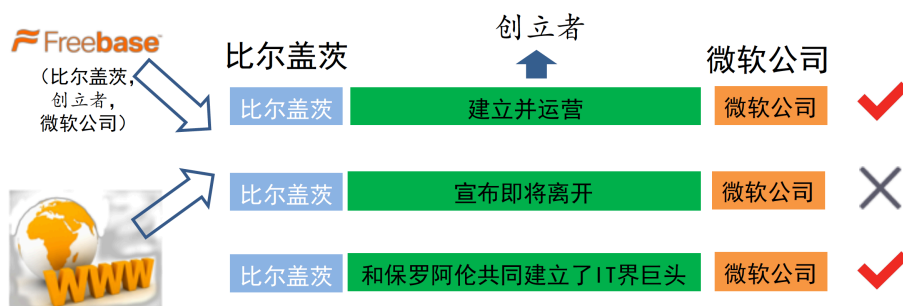 Freebase
(比尔盖茨,
创立者,
微软公司)
比尔盖茨
创立者
微软公司
比尔盖茨 建立并运营 微软公司
比尔盖茨 宣布即将离开 微软公司
比尔盖茨 和保罗阿伦共同建立了IT界巨头 微软公司
WWW